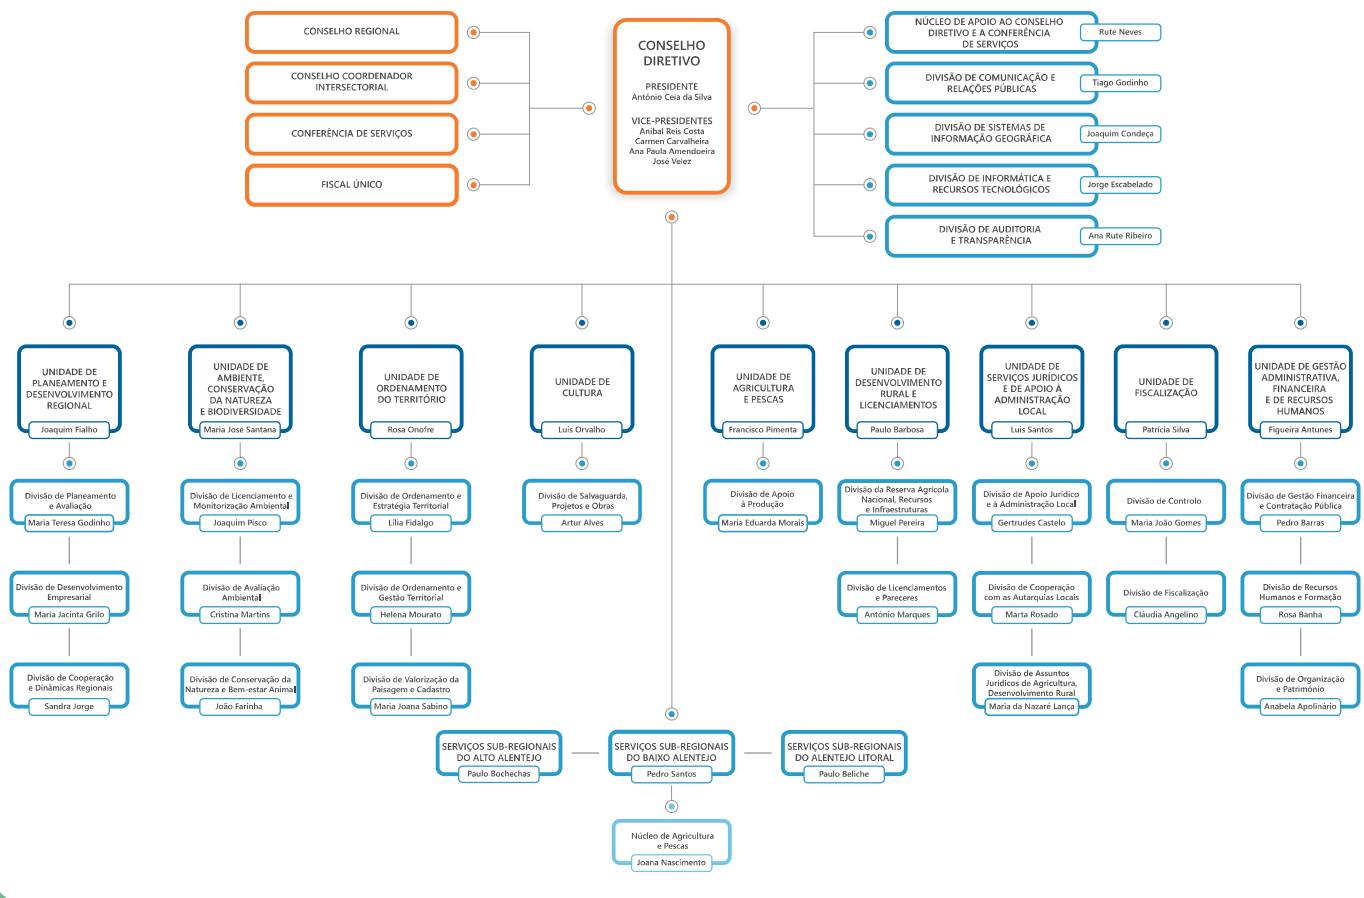 CONSELHO REGIONAL
CONSELHO COORDENADOR
INTERSECTORIAL
CONFERÊNCIA DE SERVIÇOS
FISCAL ÚNICO
CONSELHO
DIRETIVO
PRESIDENTE
António Ceia da Silva
VICE-PRESIDENTES
Aníbal Reis Costa
Carmen Carvalheira
Ana Paula Amendoeira
José Velez
NÚCLEO DE APOIO AO CONSELHO
DIRETIVO E A CONFERÊNCIA
DE SERVIÇOS
Rute Neves
DIVISÃO DE COMUNICAÇÃO E
RELAÇÕES PÚBLICAS
Tiago Godinho
DIVISÃO DE SISTEMAS DE
INFORMAÇÃO GEOGRÁFICA
Joaquim Condeça
DIVISÃO DE INFORMÁTICA E
RECURSOS TECNOLÓGICOS
Jorge Escabelado
DIVISÃO DE AUDITORIA
E TRANSPARÊNCIA
Ana Rute Ribeiro
UNIDADE DE
PLANEAMENTO E
DESENVOLVIMENTO
REGIONAL
Joaquim Fialho
UNIDADE DE
AMBIENTE,
CONSERVAÇÃO
DA NATUREZA
E BIODIVERSIDADE
Maria José Santana
UNIDADE DE
ORDENAMENTO
DO TERRITÓRIO
Rosa Onofre
UNIDADE DE
CULTURA
Luis Orvalho
UNIDADE DE
AGRICULTURA
E PESCAS
Francisco Pimenta
UNIDADE DE
DESENVOLVIMENTO
RURAL E
LICENCIAMENTOS
Paulo Barbosa
UNIDADE DE
SERVIÇOS JURÍDICOS
E DE APOIO À
ADMINISTRAÇÃO
LOCAL
Luis Santos
UNIDADE DE
FISCALIZAÇÃO
Patrícia Silva
UNIDADE DE GESTÃO
ADMINISTRATIVA,
FINANCEIRA
E DE RECURSOS
HUMANOS
Figueira Antunes
Divisão de Planeamento
e Avaliação
Maria Teresa Godinho
Divisão de Licenciamento e
Monitorização Ambiental
Joaquim Pisco
Divisão de Ordenamento e
Estratégia Territorial
Lília Fidalgo
Divisão de Salvaguarda,
Projetos e Obras
Artur Alves
Divisão de Apoio
à Produção
Maria Eduarda Morais
Divisão da Reserva Agrícola
Nacional, Recursos
e Infraestruturas
Miguel Pereira
Divisão de Apoio Jurídico
e à Administração Local
Gertrudes Castelo
Divisão de Controlo
Maria João Gomes
Divisão de Gestão Financeira
e Contratação Pública
Pedro Barras
Divisão de Desenvolvimento
Empresarial
Maria Jacinta Grilo
Divisão de Avaliação
Ambiental
Cristina Martins
Divisão de Ordenamento e
Gestão Territorial
Helena Mourato
Divisão de Licenciamentos
e Pareceres
António Marques
Divisão de Cooperação
com as Autarquias Locais
Marta Rosado
Divisão de Fiscalização
Cláudia Angelino
Divisão de Recursos
Humanos e Formação
Rosa Banha
Divisão de Cooperação
e Dinâmicas Regionais
Sandra Jorge
Divisão de Conservação da
Natureza e Bem-estar Animal
João Farinha
Divisão de Valorização da
Paisagem e Cadastro
Maria Joana Sabino
Divisão de Assuntos
Jurídicos de Agricultura,
Desenvolvimento Rural
Maria da Nazaré Lança
Divisão de Organização
e Património
Anabela Apolinário
SERVIÇOS SUB-REGIONAIS
DO ALTO ALENTEJO
Paulo Bochechas
SERVIÇOS SUB-REGIONAIS
DO BAIXO ALENTEJO
Pedro Santos
SERVIÇOS SUB-REGIONAIS
DO ALENTEJO LITORAL
Paulo Beliche
Núcleo de Agricultura
e Pescas
Joana Nascimento